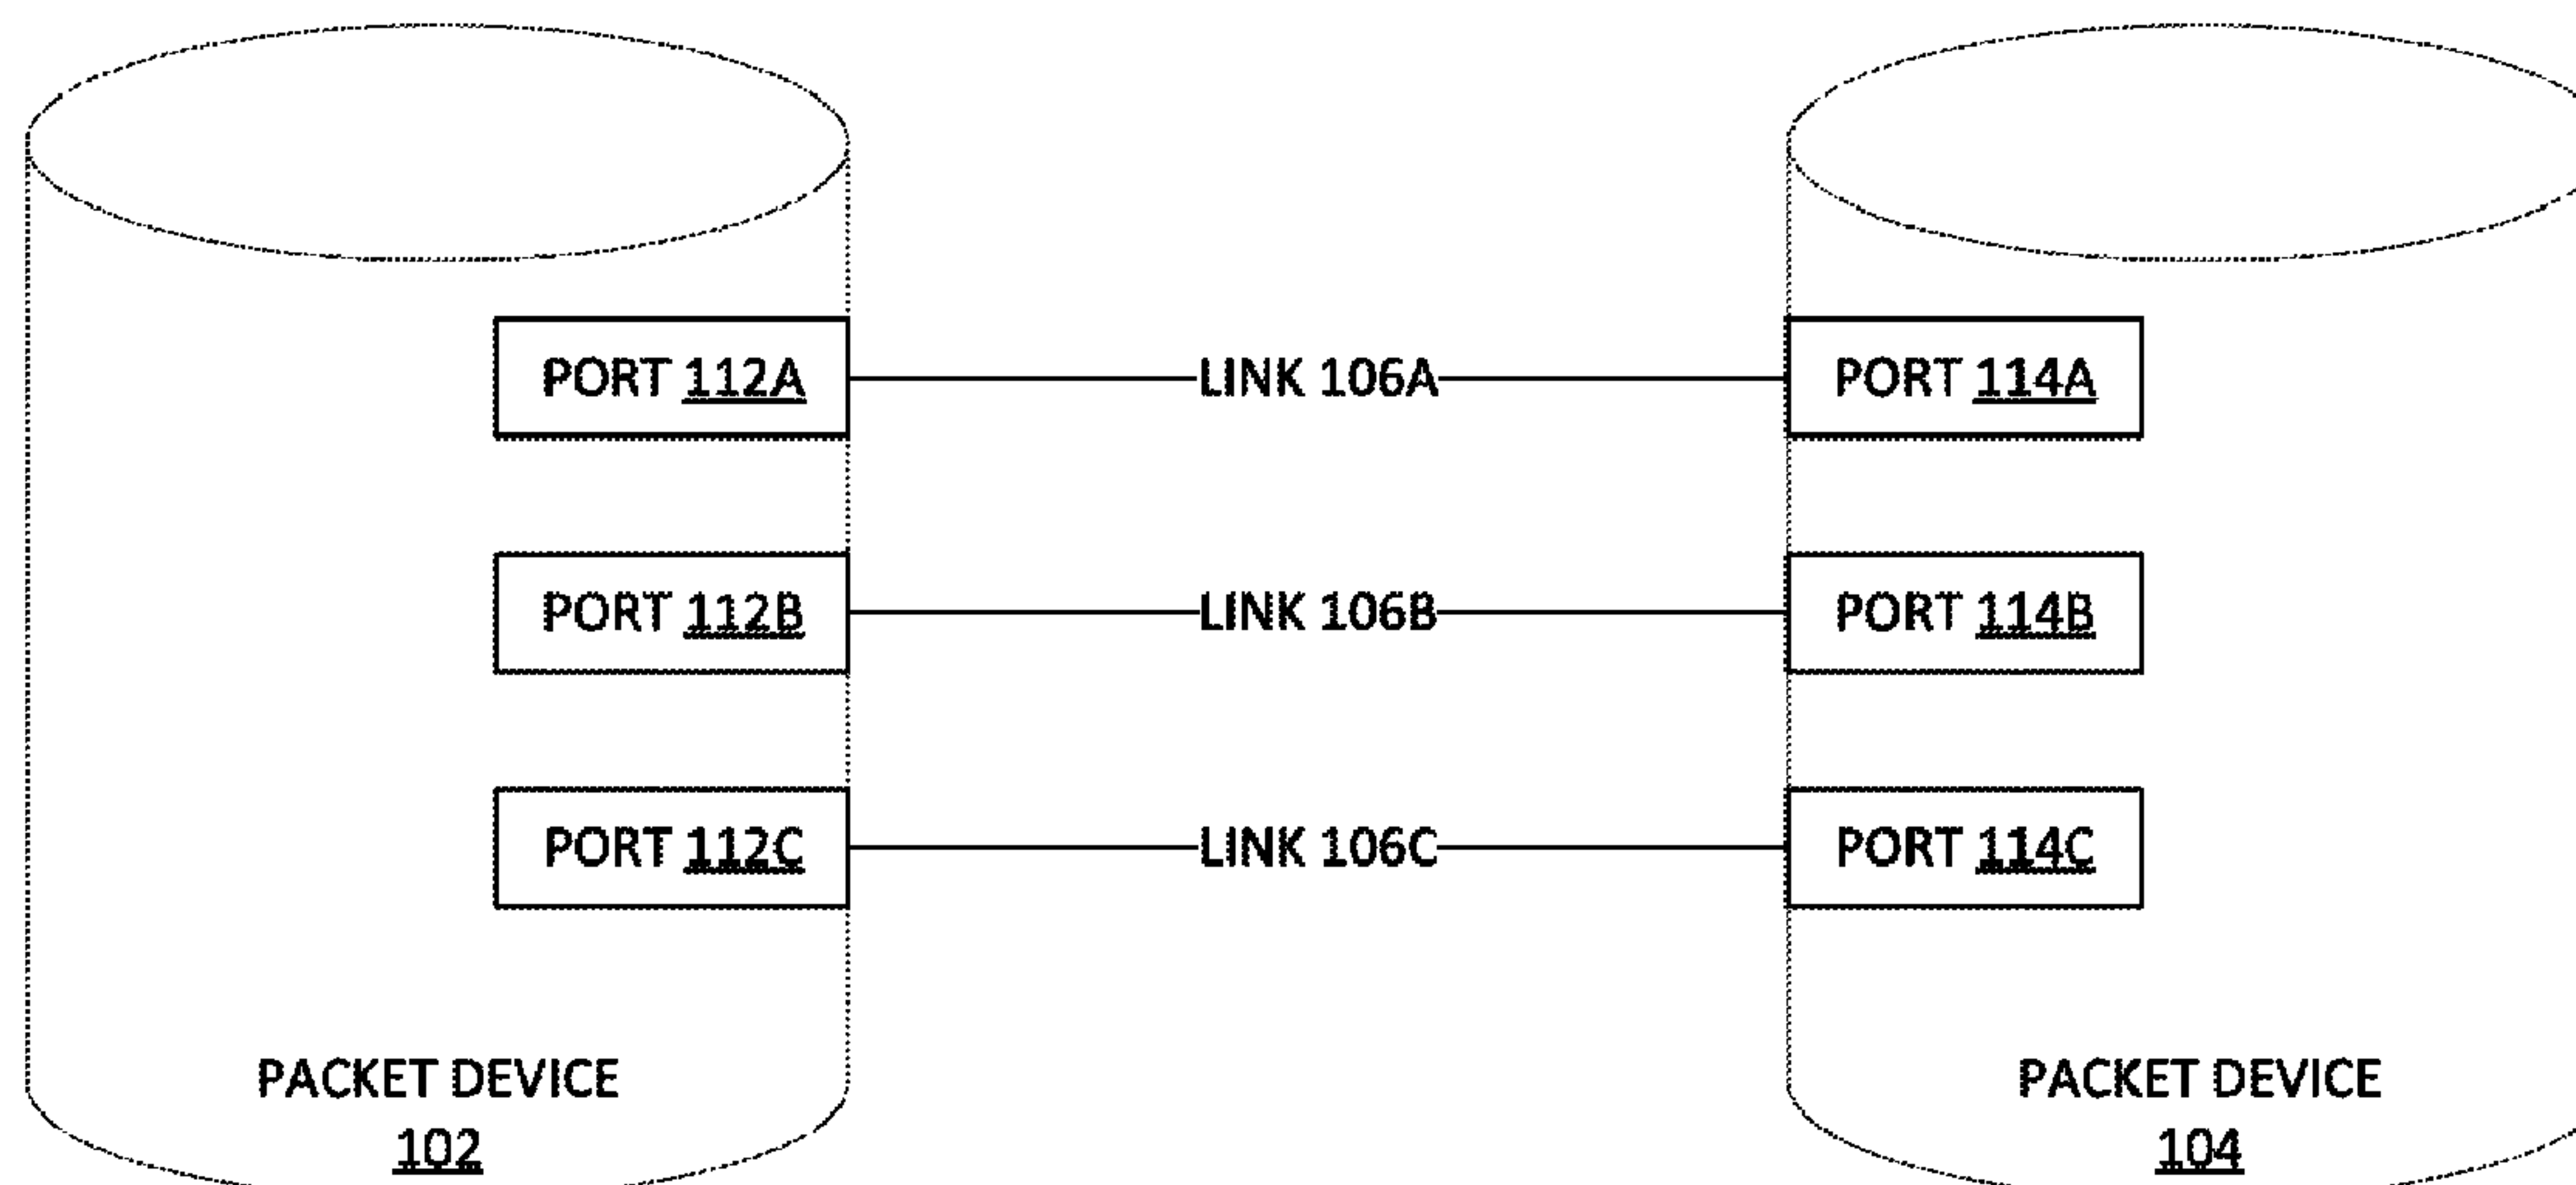 PORT 112A LINK 106A PORT 114A
PORT 112B LINK 106B PORT 114B
PORT 112C LINK 106C PORT 114C
PACKET DEVICE
102
PACKET DEVICE
104